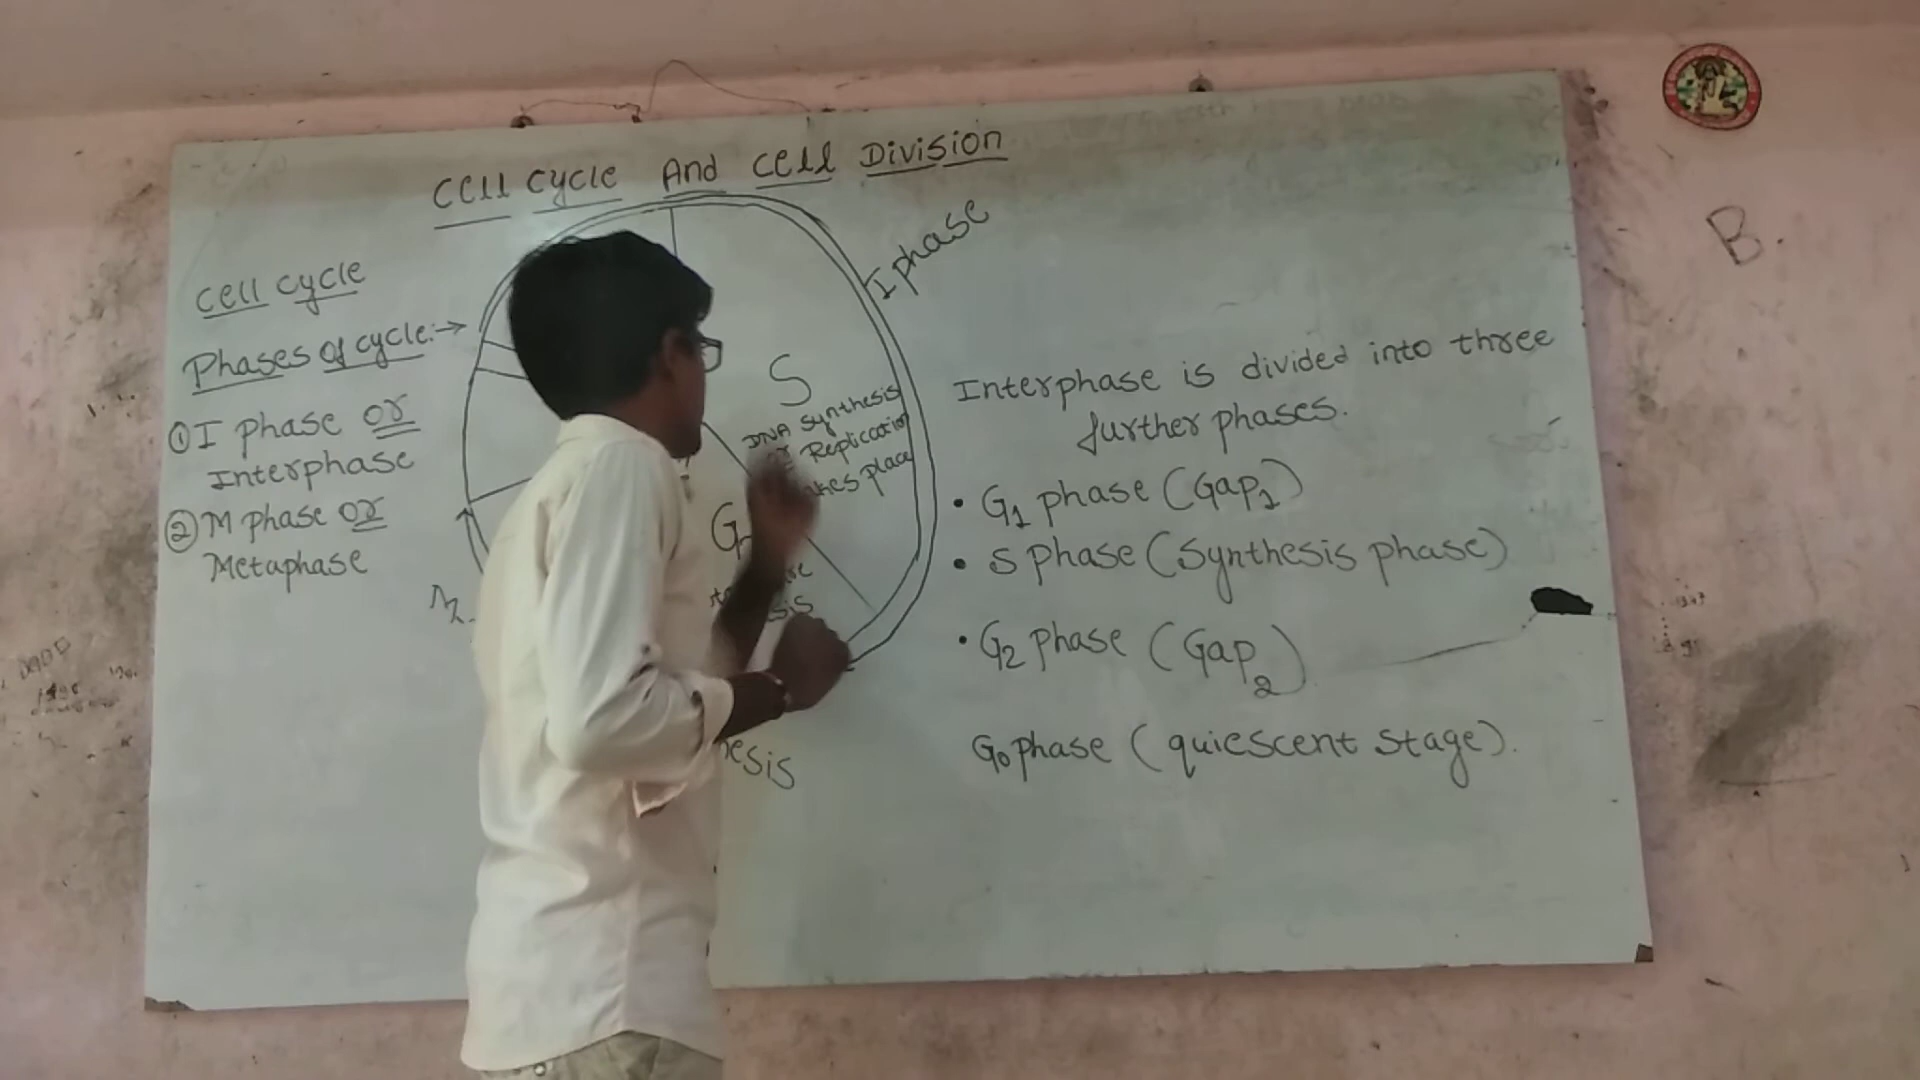 Cell cycle And Cell Division
Cell cycle
Phases of cycle:→
① I phase or
Interphase
② M phase or
Metaphase
I phase
S
DNA synthesis
or Replication
place
Interphase is divided into three
further phases.
• G₁ phase (Gap₁)
• S phase (Synthesis phase)
• G₂ phase (Gap₂)
G₀ phase (quiescent stage).
B.